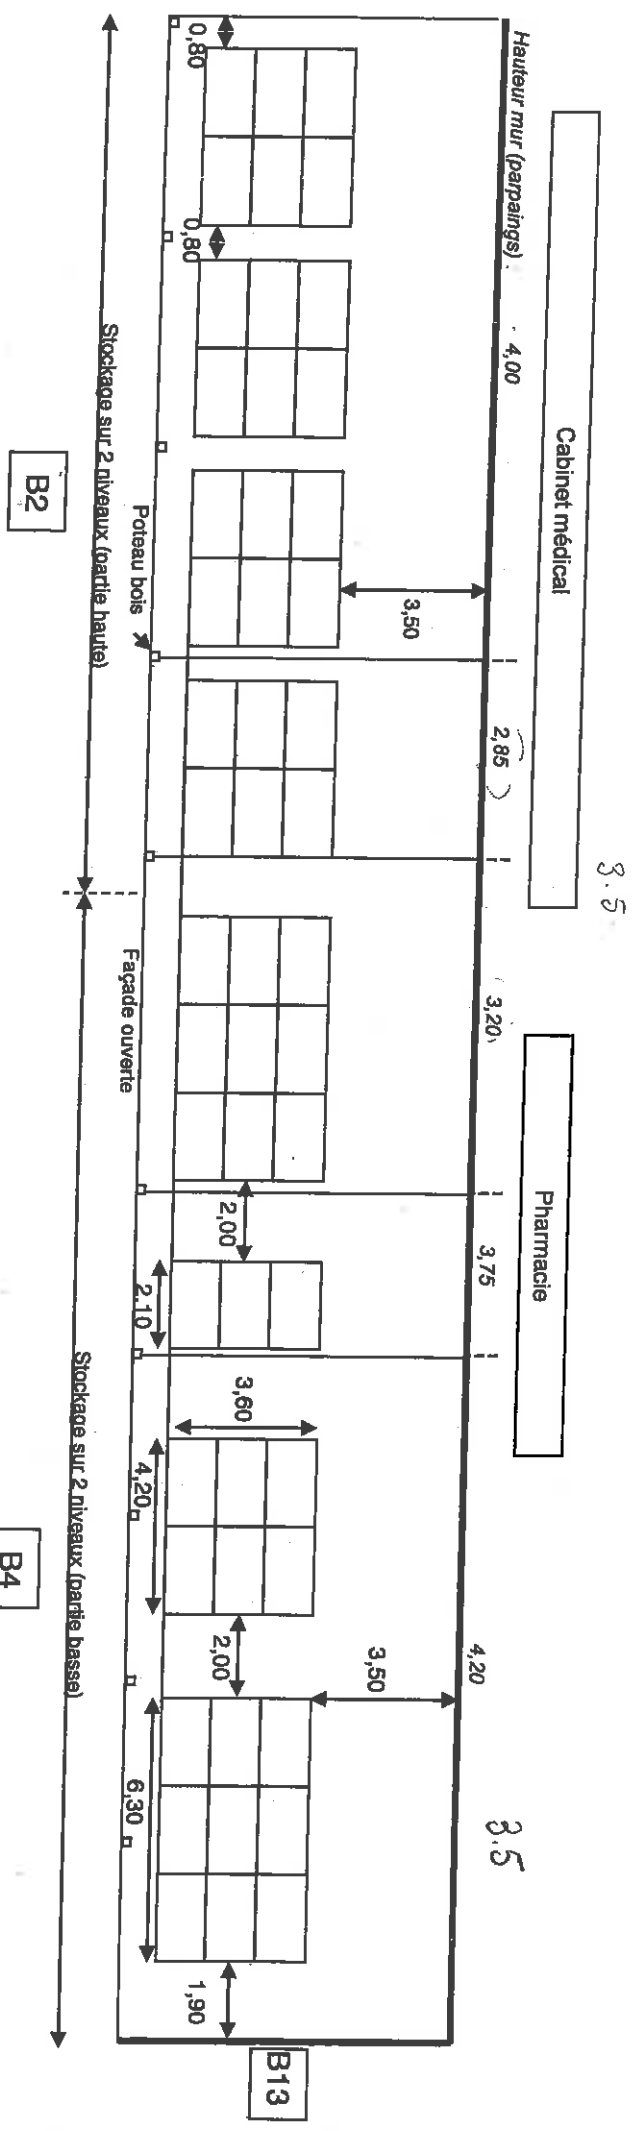 Cabinet médical
Pharmacie
3.5
Hauteur mur (parpaings)
4,00
2,85
3,20
3,75
4,20
3.5
0,80
0,80
3,50
3,50
2,00
2,10
3,60
4,20
2,00
6,30
1,90
B13
Poteau bois
Façade ouverte
Stockage sur 2 niveaux (partie haute)
Stockage sur 2 niveaux (partie basse)
B2
B4